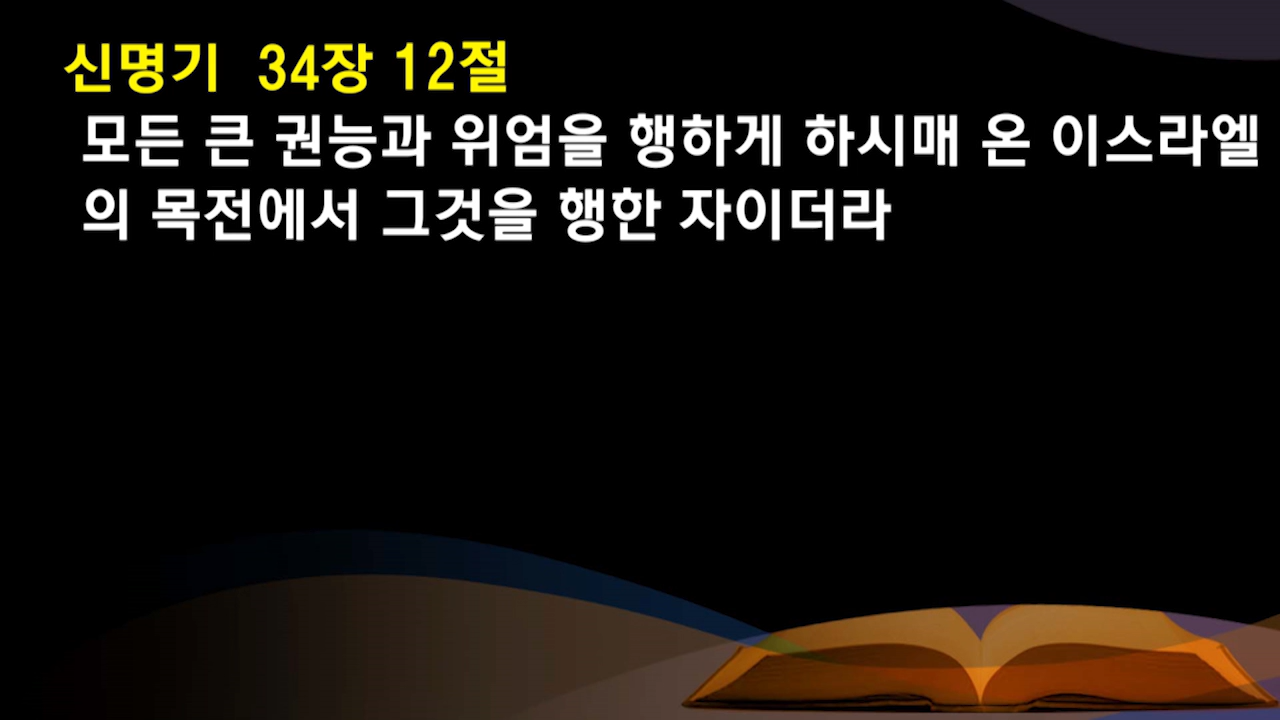 신명기 34장 12절
모든 큰 권능과 위엄을 행하게 하시매 온 이스라엘
의 목전에서 그것을 행한 자이더라